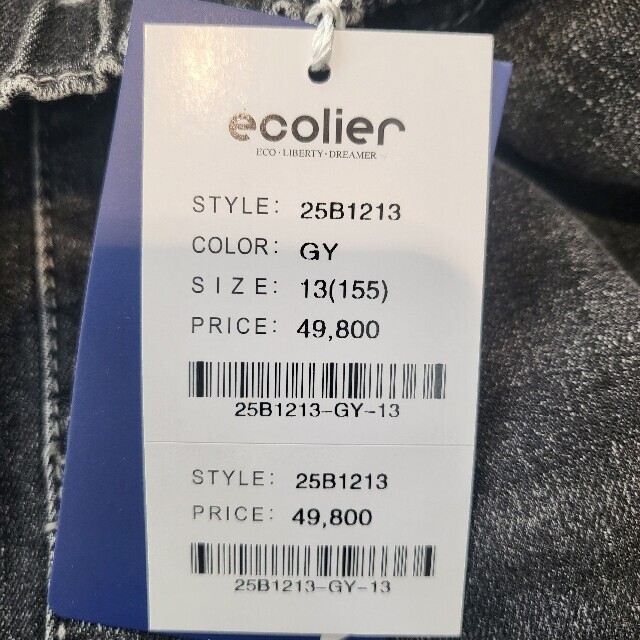 ecolier
ECO·LIBERTY·DREAMER
STYLE: 25B1213
COLOR: GY
SIZE: 13(155)
PRICE: 49,800
25B1213-GY-13
STYLE: 25B1213
PRICE: 49,800
25B1213-GY-13